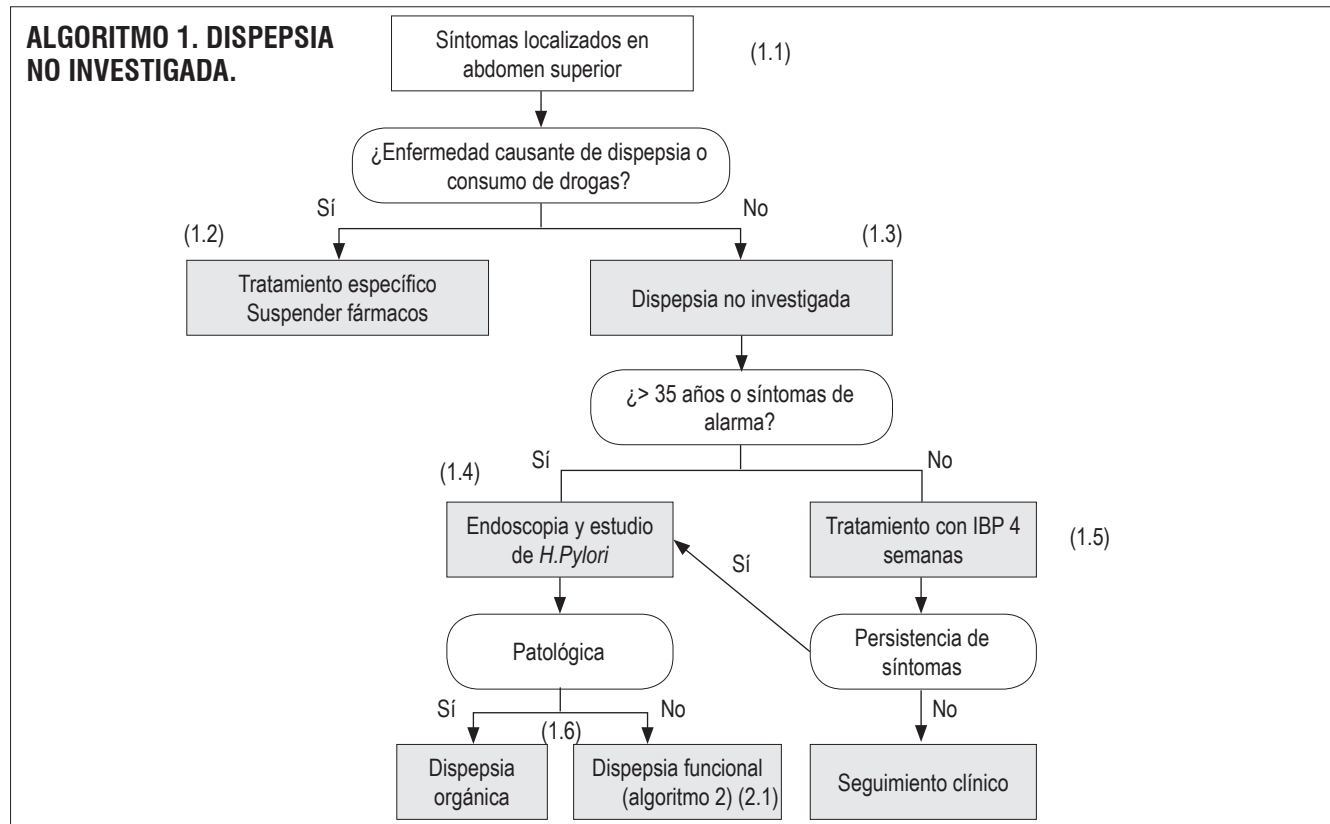 ALGORITMO 1. DISPEPSIA
NO INVESTIGADA.
Síntomas localizados en
abdomen superior
(1.1)
¿Enfermedad causante de dispepsia o
consumo de drogas?
Sí
No
(1.2)
(1.3)
Tratamiento específico
Suspender fármacos
Dispepsia no investigada
¿> 35 años o síntomas de
alarma?
Sí
No
(1.4)
Endoscopia y estudio
de H.Pylori
Tratamiento con IBP 4
semanas
(1.5)
Sí
Patológica
Persistencia de
síntomas
Sí
No
(1.6)
No
Dispepsia
orgánica
Dispepsia funcional
(algoritmo 2) (2.1)
Seguimiento clínico